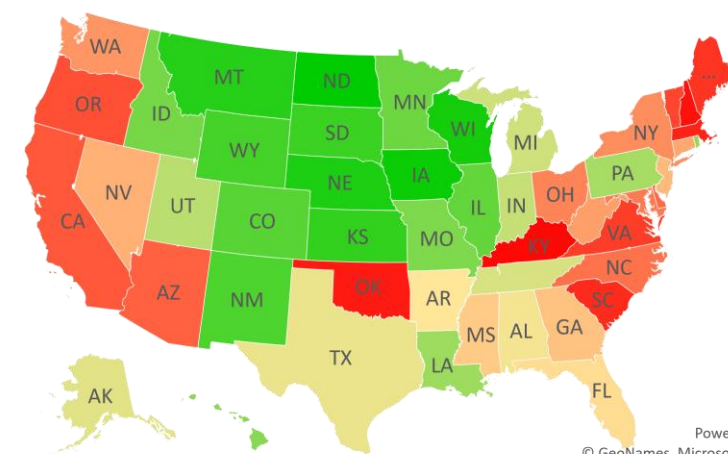 WA
MT
ND
MN
OR
ID
SD
WI
MI
NY
WY
IA
PA
NE
NV
UT
CO
IL
IN
OH
CA
KS
MO
KY
VA
AZ
NM
OK
AR
NC
SC
MS
AL
GA
TX
LA
AK
FL
...
Powe
© GeoNames, Microsof